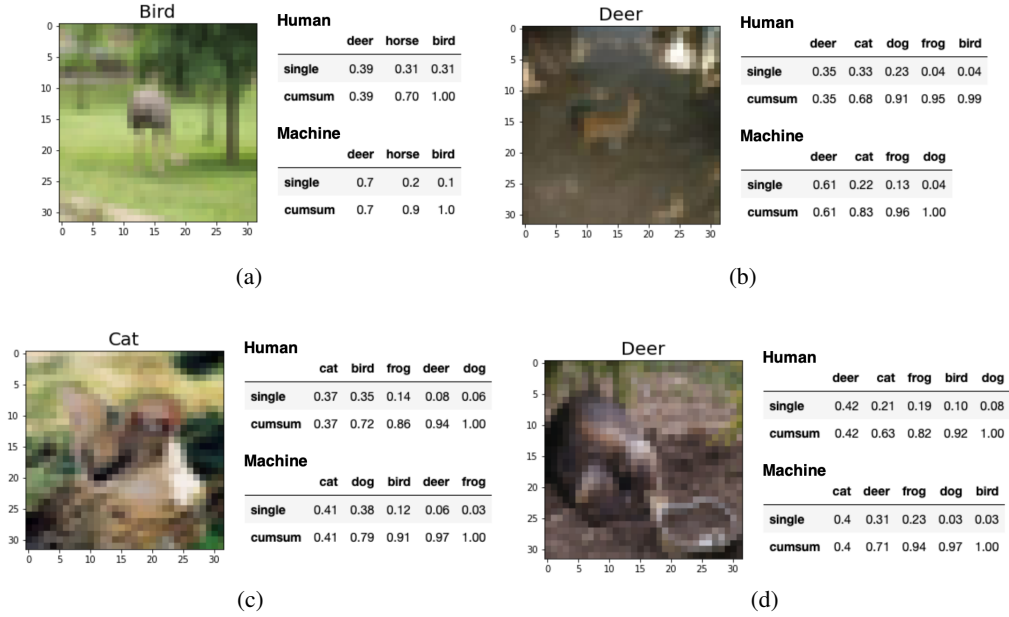 Bird
0
5
10
15
20
25
30
0 5 10 15 20 25 30
Human
deer horse bird
single 0.39 0.31 0.31
cumsum 0.39 0.70 1.00
Machine
deer horse bird
single 0.7 0.2 0.1
cumsum 0.7 0.9 1.0
(a)
Deer
0
5
10
15
20
25
30
0 5 10 15 20 25 30
Human
deer cat dog frog bird
single 0.35 0.33 0.23 0.04 0.04
cumsum 0.35 0.68 0.91 0.95 0.99
Machine
deer cat frog dog
single 0.61 0.22 0.13 0.04
cumsum 0.61 0.83 0.96 1.00
(b)
Cat
0
5
10
15
20
25
30
0 5 10 15 20 25 30
Human
cat bird frog deer dog
single 0.37 0.35 0.14 0.08 0.06
cumsum 0.37 0.72 0.86 0.94 1.00
Machine
cat dog bird deer frog
single 0.41 0.38 0.12 0.06 0.03
cumsum 0.41 0.79 0.91 0.97 1.00
(c)
Deer
0
5
10
15
20
25
30
0 5 10 15 20 25 30
Human
deer cat frog bird dog
single 0.42 0.21 0.19 0.10 0.08
cumsum 0.42 0.63 0.82 0.92 1.00
Machine
cat deer frog dog bird
single 0.4 0.31 0.23 0.03 0.03
cumsum 0.4 0.71 0.94 0.97 1.00
(d)